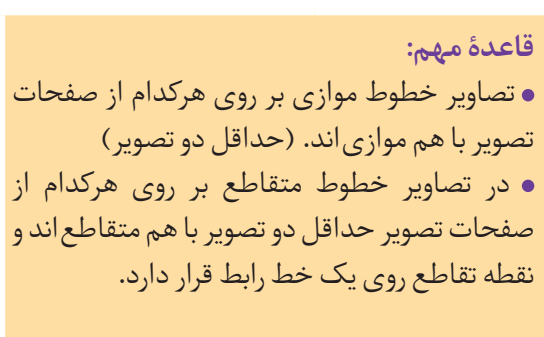 قاعدهٔ مهم:
• تصاویر خطوط موازی بر روی هرکدام از صفحات
تصویر با هم موازی‌اند. (حداقل دو تصویر)
• در تصاویر خطوط متقاطع بر روی هرکدام از
صفحات تصویر حداقل دو تصویر با هم متقاطع‌اند و
نقطه تقاطع روی یک خط رابط قرار دارد.